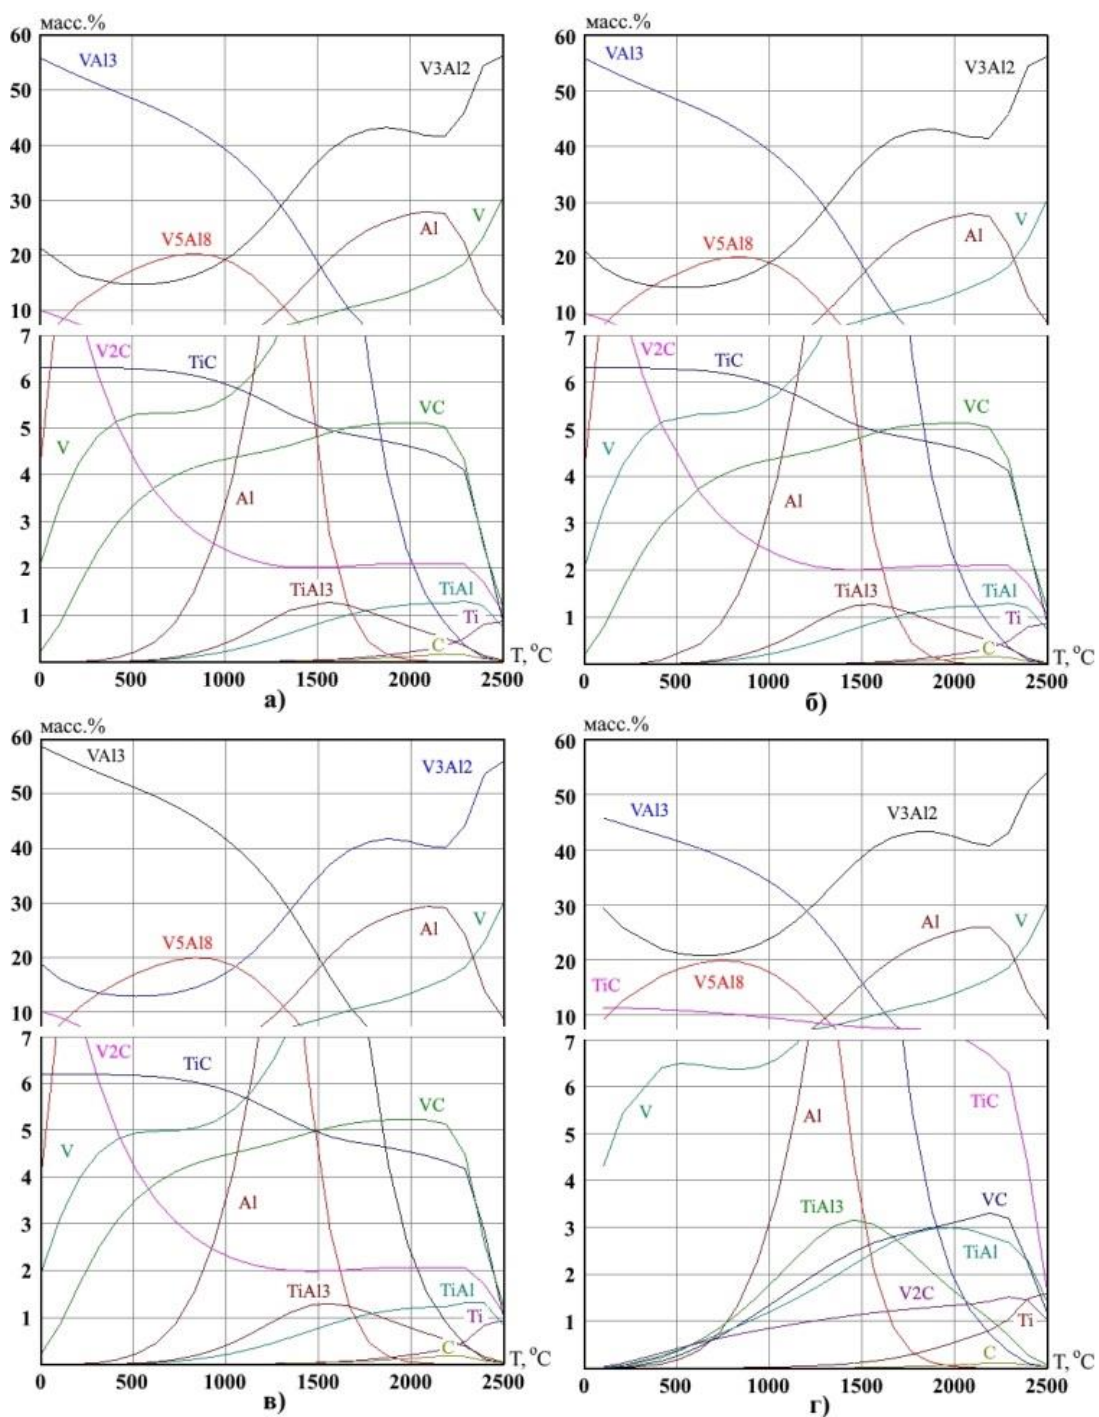 масс.%
60
VAl3
V3Al2
50
40
30
V
V5Al8
Al
20
10
7
V2C
TiC
6
VC
5
V
4
Al
3
2
TiAl3
TiAl
1
Ti
C
T, °C
0 500 1000 1500 2000 2500
а)
масс.%
60
VAl3
V3Al2
50
40
30
V
V5Al8
Al
20
10
7
V2C
TiC
6
VC
5
V
4
Al
3
2
TiAl3
TiAl
1
Ti
C
T, °C
0 500 1000 1500 2000 2500
б)
масс.%
60
VAl3
V3Al2
50
40
30
V
V5Al8
Al
20
10
7
V2C
TiC
6
VC
5
V
4
Al
3
2
TiAl3
TiAl
1
Ti
C
T, °C
0 500 1000 1500 2000 2500
в)
масс.%
60
50
VAl3
V3Al2
40
30
Al
V
20
V5Al8
TiC
10
7
6
V
TiC
Al
5
4
TiAl3
VC
3
TiAl
2
V2C
1
Ti
C
T, °C
0 500 1000 1500 2000 2500
г)